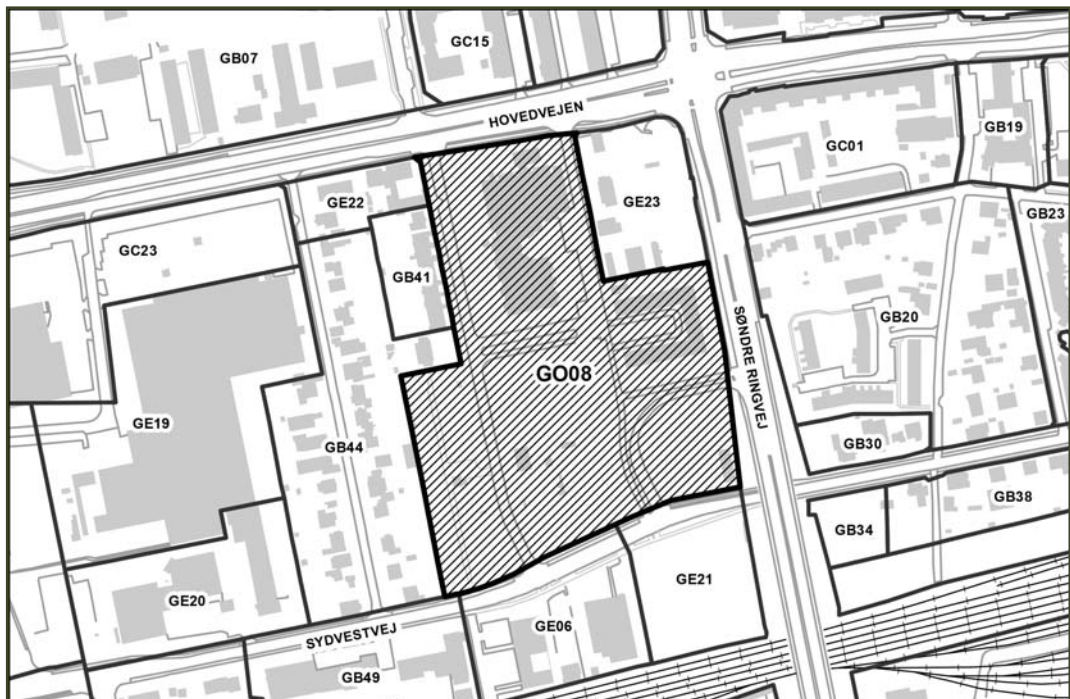 GC15
GB07
HOVEDVEJEN
GB19
GC01
GE22
GE23
GB23
GC23
GB41
GB20
SØNDRE RINGVEJ
GO08
GE19
GB44
GB30
GB38
GB34
GE21
GE20
GE06
SYDVESTVEJ
GB49